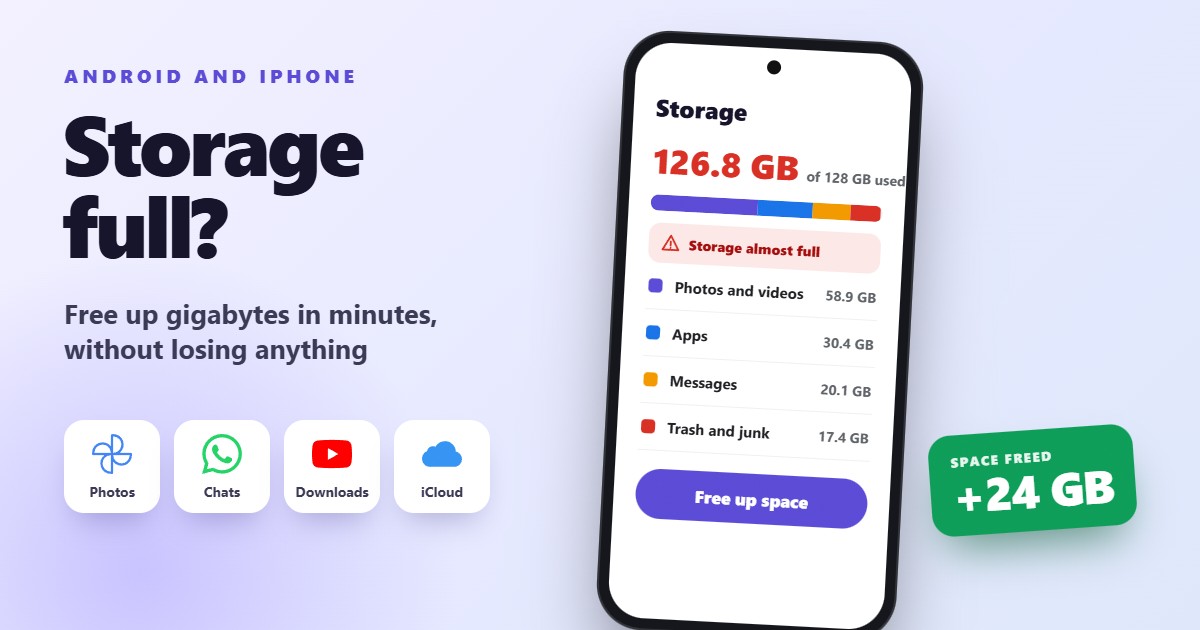 ANDROID AND IPHONE
Storage
full?
Free up gigabytes in minutes,
without losing anything
Photos
Chats
Downloads
iCloud
Storage
126.8 GB of 128 GB used
Storage almost full
Photos and videos 58.9 GB
Apps 30.4 GB
Messages 20.1 GB
Trash and junk 17.4 GB
Free up space
SPACE FREED
+24 GB